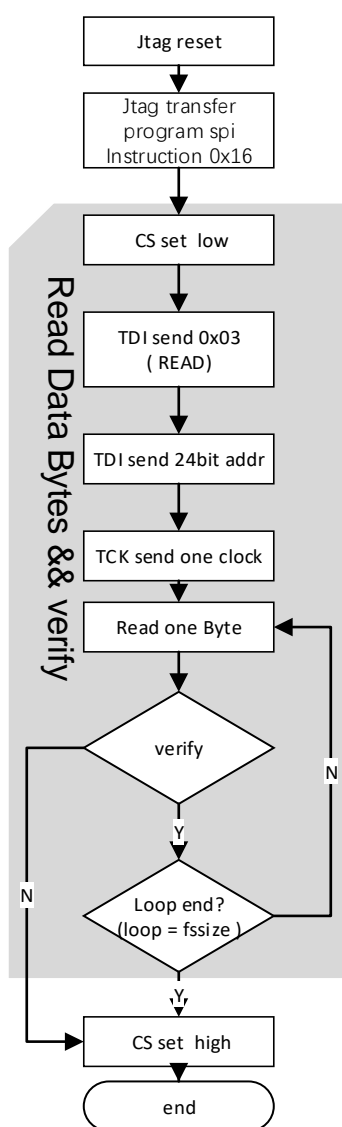 Jtag reset
Jtag transfer
program spi
Instruction 0x16
Read Data Bytes && verify
CS set low
TDI send 0x03
( READ)
TDI send 24bit addr
TCK send one clock
Read one Byte
verify
N
Y
N
Loop end?
(loop = fssize )
Y
CS set high
end